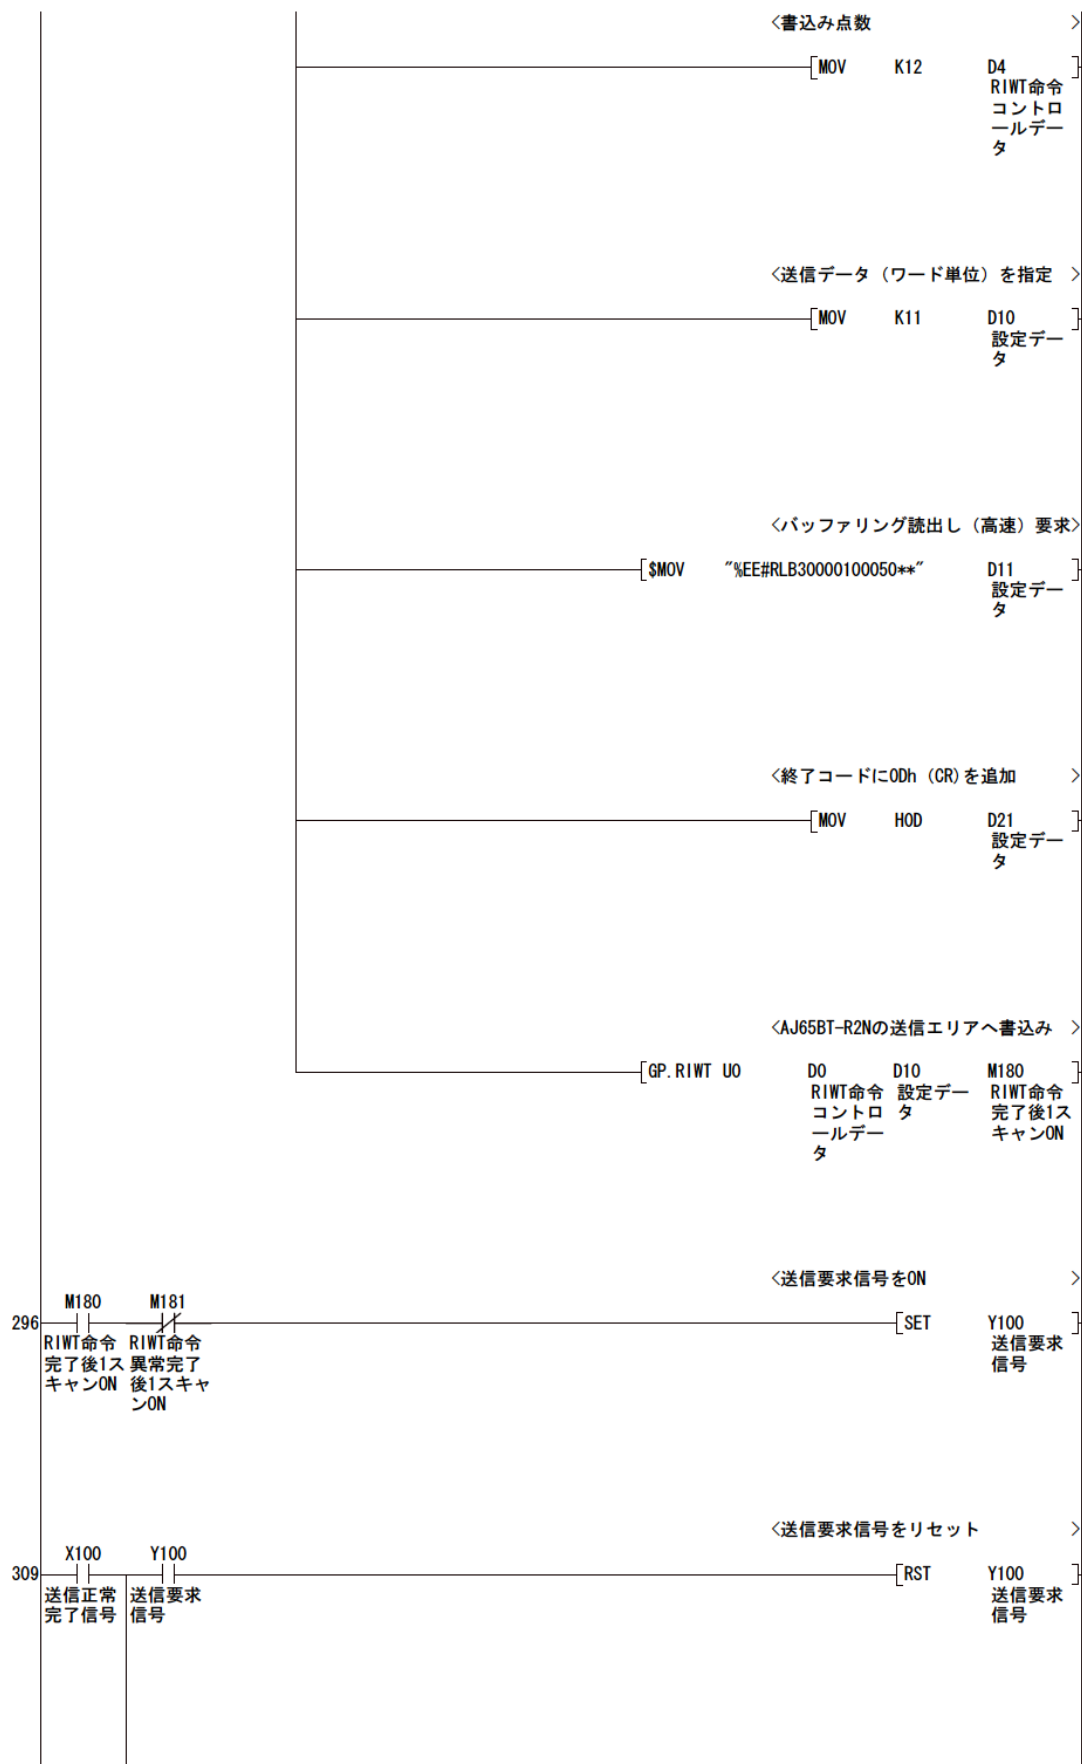 <書込み点数 >
[MOV K12 D4 ]
RIWT命令
コントロ
ールデー
タ
<送信データ（ワード単位）を指定 >
[MOV K11 D10 ]
設定デー
タ
<バッファリング読出し（高速）要求>
[$MOV "%EE#RLB30000100050**" D11 ]
設定デー
タ
<終了コードに0Dh（CR)を追加 >
[MOV H0D D21 ]
設定デー
タ
<AJ65BT-R2Nの送信エリアへ書込み >
[GP.RIWT U0 D0 D10 M180 ]
RIWT命令 設定デー RIWT命令
コントロ タ 完了後1ス
ールデー キャンON
タ
<送信要求信号をON >
M180 M181
296 [SET Y100 ]
RIWT命令 RIWT命令 送信要求
完了後1ス 異常完了 信号
キャンON 後1スキャ
ンON
<送信要求信号をリセット >
X100 Y100
309 [RST Y100 ]
送信正常 送信要求 送信要求
完了信号 信号 信号